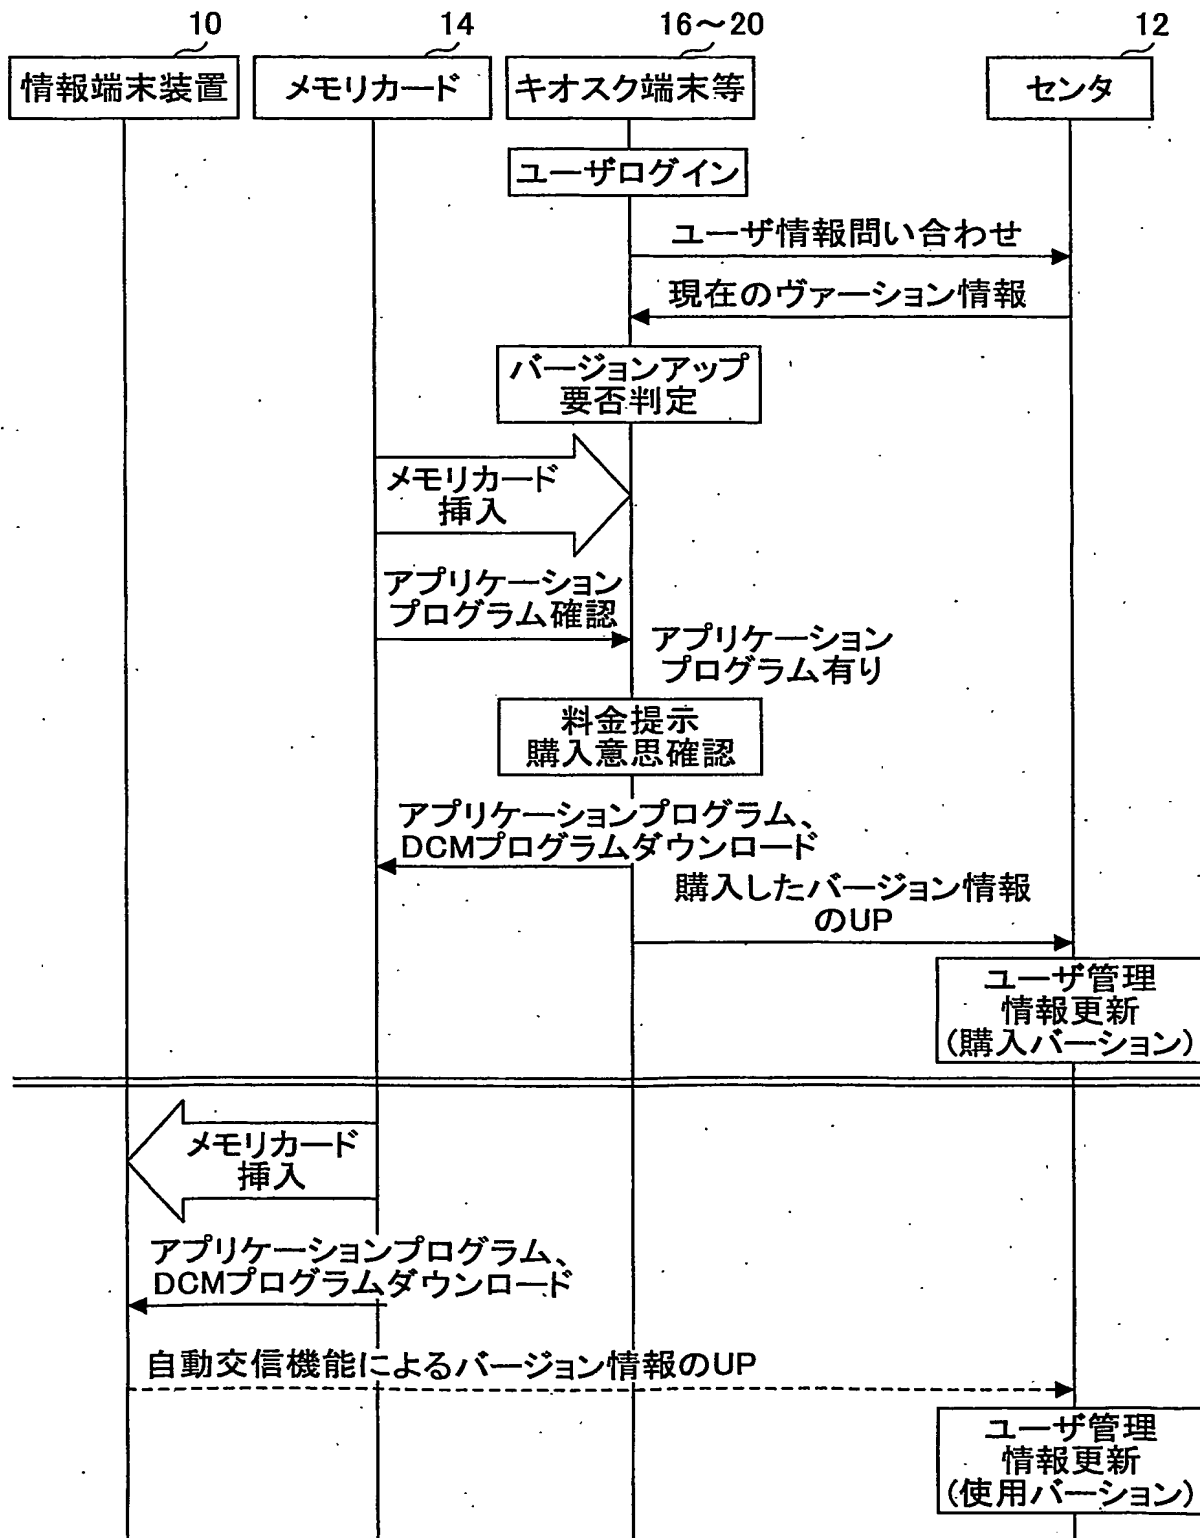 10
14
16～20
12
情報端末装置
メモリカード
キオスク端末等
センタ
ユーザログイン
ユーザ情報問い合わせ
現在のヴァーション情報
バージョンアップ
要否判定
メモリカード
挿入
アプリケーション
プログラム確認
アプリケーション
プログラム有り
料金提示
購入意思確認
アプリケーションプログラム、
DCMプログラムダウンロード
購入したバージョン情報
のUP
ユーザ管理
情報更新
(購入バーション)
メモリカード
挿入
アプリケーションプログラム、
DCMプログラムダウンロード
自動交信機能によるバージョン情報のUP
ユーザ管理
情報更新
(使用バーション)